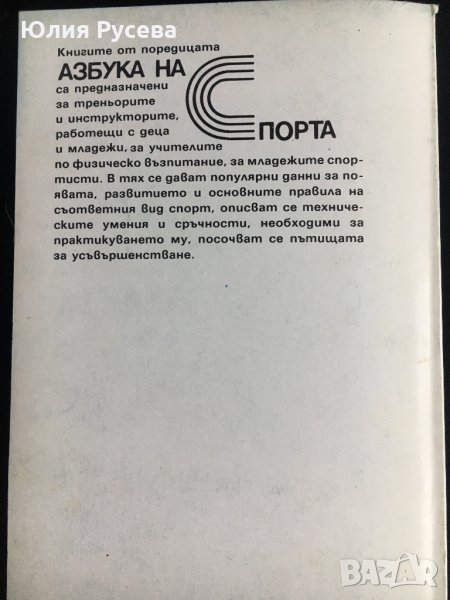 Юлия Русева
Книгите от поредицата
АЗБУКА НА
са предназначени
за треньорите
и инструкторите,
СПОРТА
работещи с деца
и младежи, за учителите
по физическо възпитание, за младежите спор-
тисти. В тях се дават популярни данни за по-
явата, развитието и основните правила на
съответния вид спорт, описват се техниче-
ските умения и сръчности, необходими за
практикуването му, посочват се пътищата
за усъвършенстване.
BAZAR